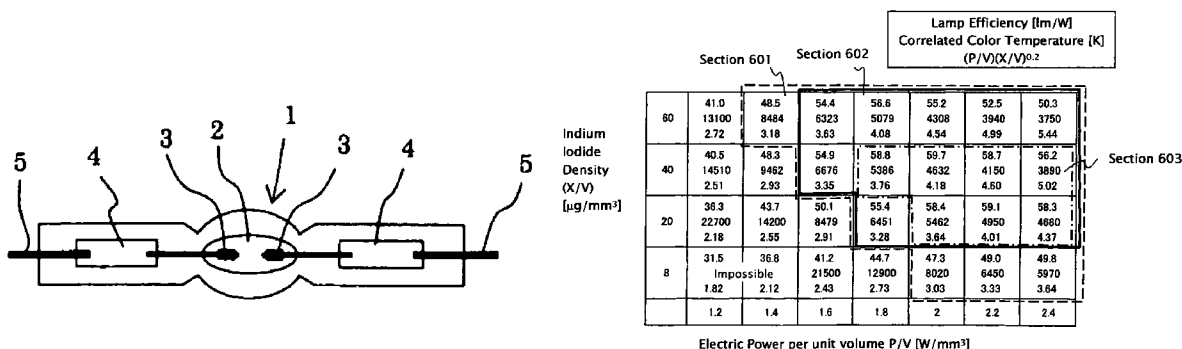 1
2
3
3
4
4
5
5
Lamp Efficiency [lm/W]
Correlated Color Temperature [K]
(P/V)(X/V)⁰·²
Section 601
Section 602
Section 603
Indium
Iodide
Density
(X/V)
[μg/mm³]
60 41.0 48.5 54.4 56.6 55.2 52.5 50.3
13100 8484 6323 5079 4308 3940 3750
2.72 3.18 3.63 4.08 4.54 4.99 5.44
40 40.5 48.3 54.9 58.8 59.7 58.7 56.2
14510 9462 6676 5386 4632 4150 3890
2.51 2.93 3.35 3.76 4.18 4.60 5.02
20 36.3 43.7 50.1 55.4 58.4 59.1 58.3
22700 14200 8479 6451 5462 4950 4680
2.18 2.55 2.91 3.28 3.64 4.01 4.37
8 31.5 36.8 41.2 44.7 47.3 49.0 49.8
Impossible 21500 12900 8020 6450 5970
1.82 2.12 2.43 2.73 3.03 3.33 3.64
1.2 1.4 1.6 1.8 2 2.2 2.4
Electric Power per unit volume P/V [W/mm³]